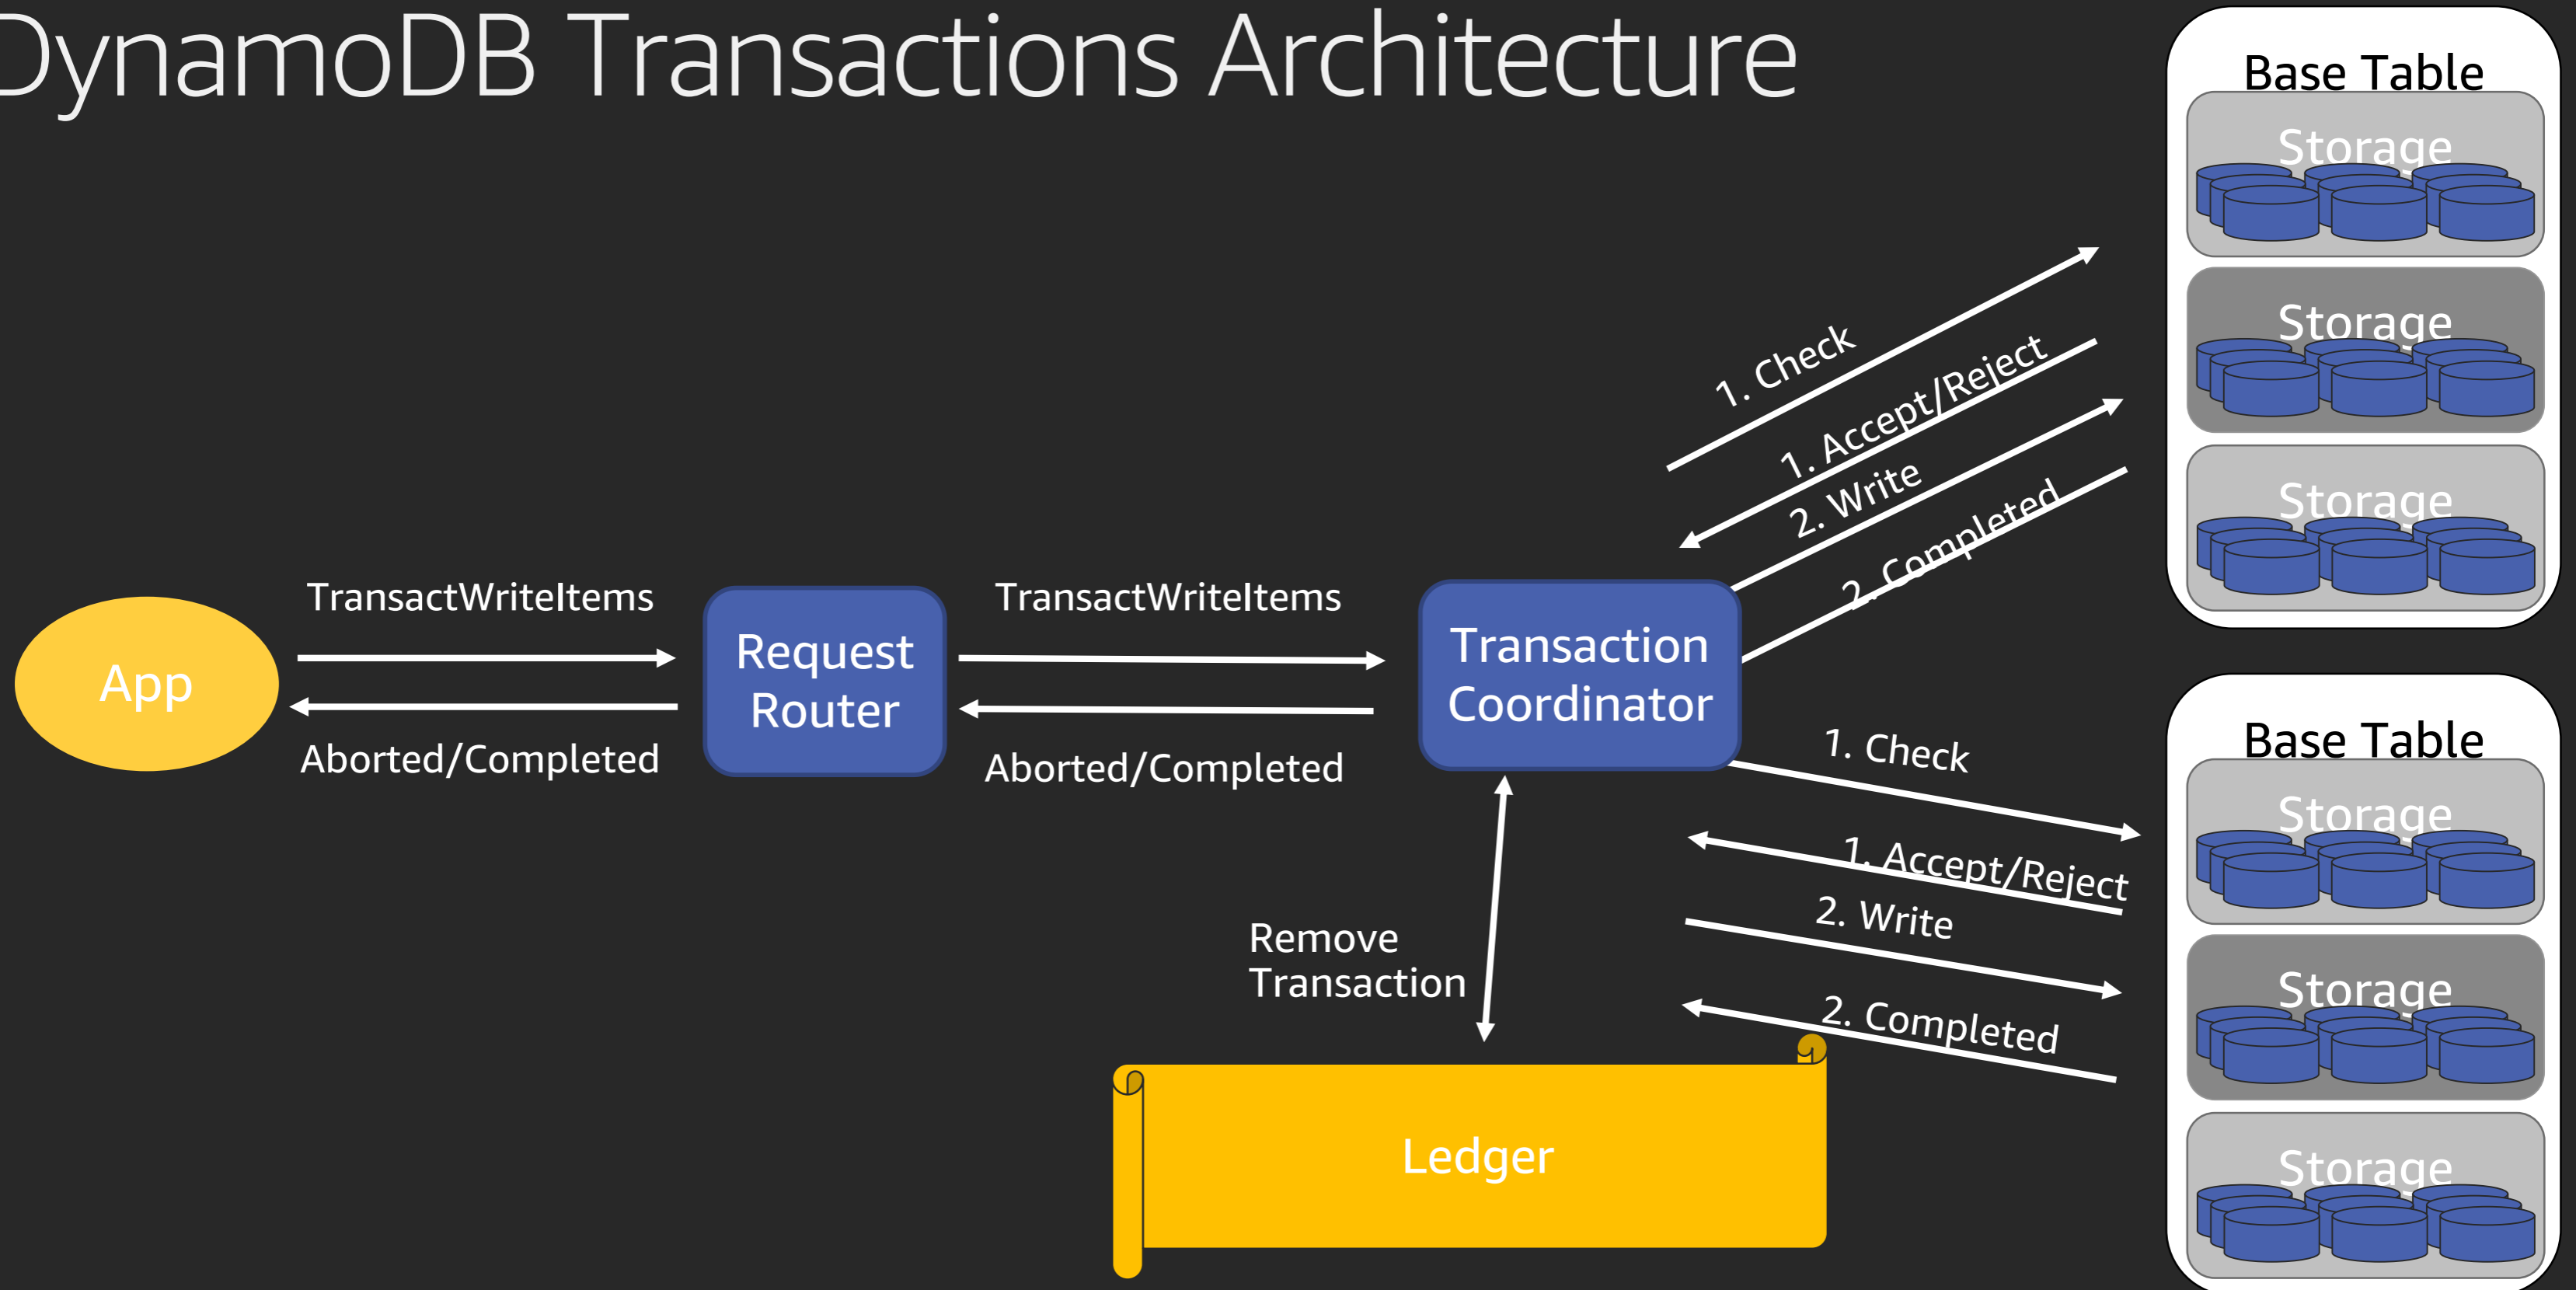 DynamoDB Transactions Architecture
App
TransactWriteItems
Aborted/Completed
Request
Router
TransactWriteItems
Aborted/Completed
Transaction
Coordinator
Remove
Transaction
Ledger
1. Check
1. Accept/Reject
2. Write
2. Completed
1. Check
1. Accept/Reject
2. Write
2. Completed
Base Table
Storage
Storage
Storage
Base Table
Storage
Storage
Storage